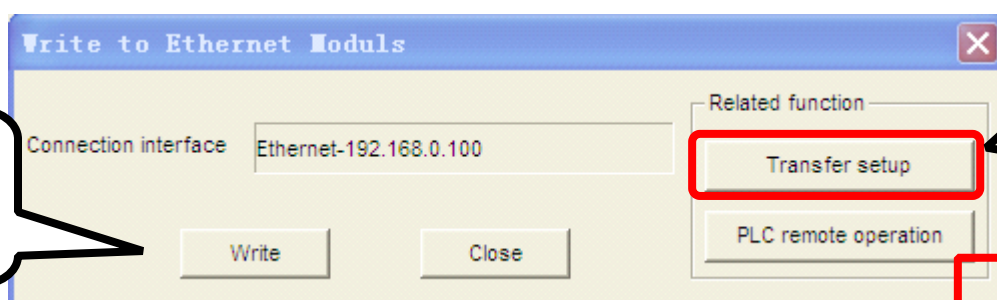 Write to Ethernet Moduls
Related function
Connection interface
Ethernet-192.168.0.100
Transfer setup
PLC remote operation
Write
Close